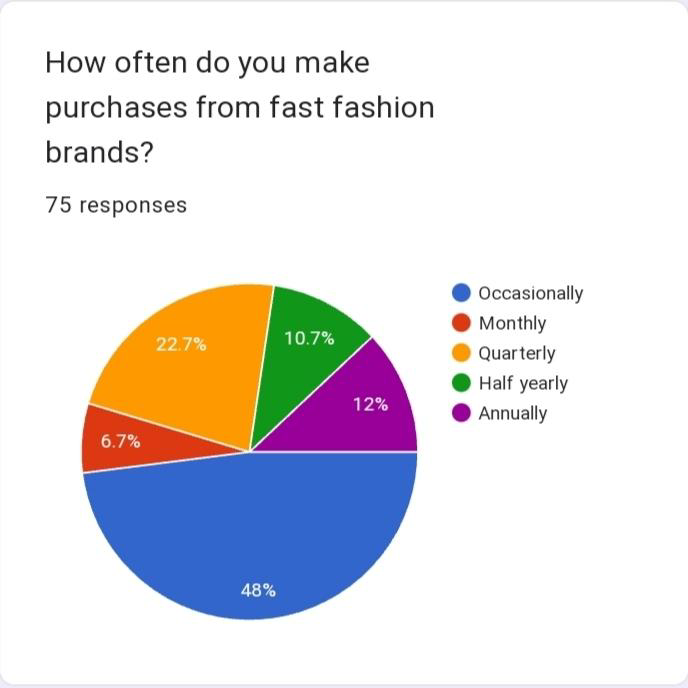 How often do you make
purchases from fast fashion
brands?
75 responses
22.7%
10.7%
12%
6.7%
48%
Occasionally
Monthly
Quarterly
Half yearly
Annually